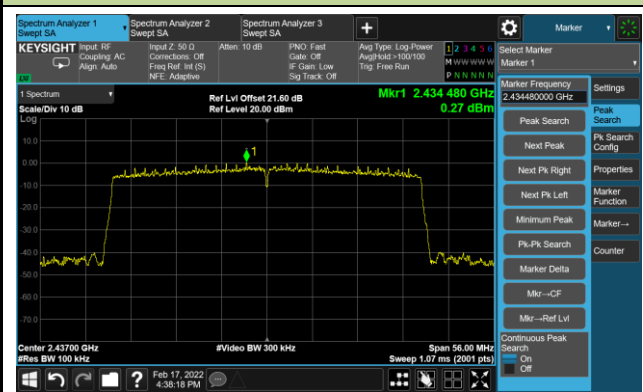 Spectrum Analyzer 1
Swept SA
Spectrum Analyzer 2
Swept SA
Spectrum Analyzer 3
Swept SA
Marker
KEYSIGHT
Input: RF
Coupling: AC
Align: Auto
Input Z: 50 Ω
Corrections: Off
Freq Ref: Int (S)
NFE: Adaptive
Atten: 10 dB
PNO: Fast
Gate: Off
IF Gain: Low
Sig Track: Off
Avg Type: Log-Power
Avg|Hold >100/100
Trig: Free Run
1 2 3 4 5 6
M W W W W W
P N N N N N
Select Marker
Marker 1
Marker Frequency
2.434480000 GHz
Settings
Peak Search
Next Peak
Next Pk Right
Next Pk Left
Minimum Peak
Pk-Pk Search
Marker Delta
Mkr→CF
Mkr→Ref Lvl
Continuous Peak
Search
On
Off
Peak
Search
Pk Search
Config
Properties
Marker
Function
Marker→
Counter
1 Spectrum
Scale/Div 10 dB
Log
Ref Lvl Offset 21.60 dB
Ref Level 20.00 dBm
Mkr1 2.434 480 GHz
0.27 dBm
1
10.0
0.00
-10.0
-20.0
-30.0
-40.0
-50.0
-60.0
-70.0
Center 2.43700 GHz
#Res BW 100 kHz
#Video BW 300 kHz
Span 56.00 MHz
Sweep 1.07 ms (2001 pts)
Feb 17, 2022
4:38:18 PM